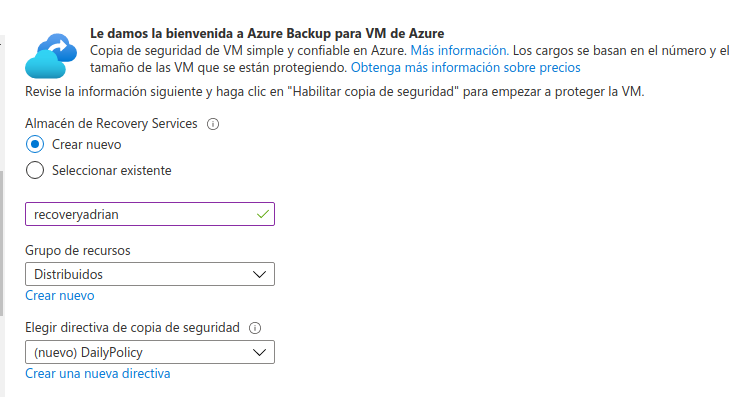 Le damos la bienvenida a Azure Backup para VM de Azure
Copia de seguridad de VM simple y confiable en Azure. Más información. Los cargos se basan en el número y el
tamaño de las VM que se están protegiendo. Obtenga más información sobre precios
Revise la información siguiente y haga clic en "Habilitar copia de seguridad" para empezar a proteger la VM.
Almacén de Recovery Services
Crear nuevo
Seleccionar existente
recoveryadrian
Grupo de recursos
Distribuidos
Crear nuevo
Elegir directiva de copia de seguridad
(nuevo) DailyPolicy
Crear una nueva directiva